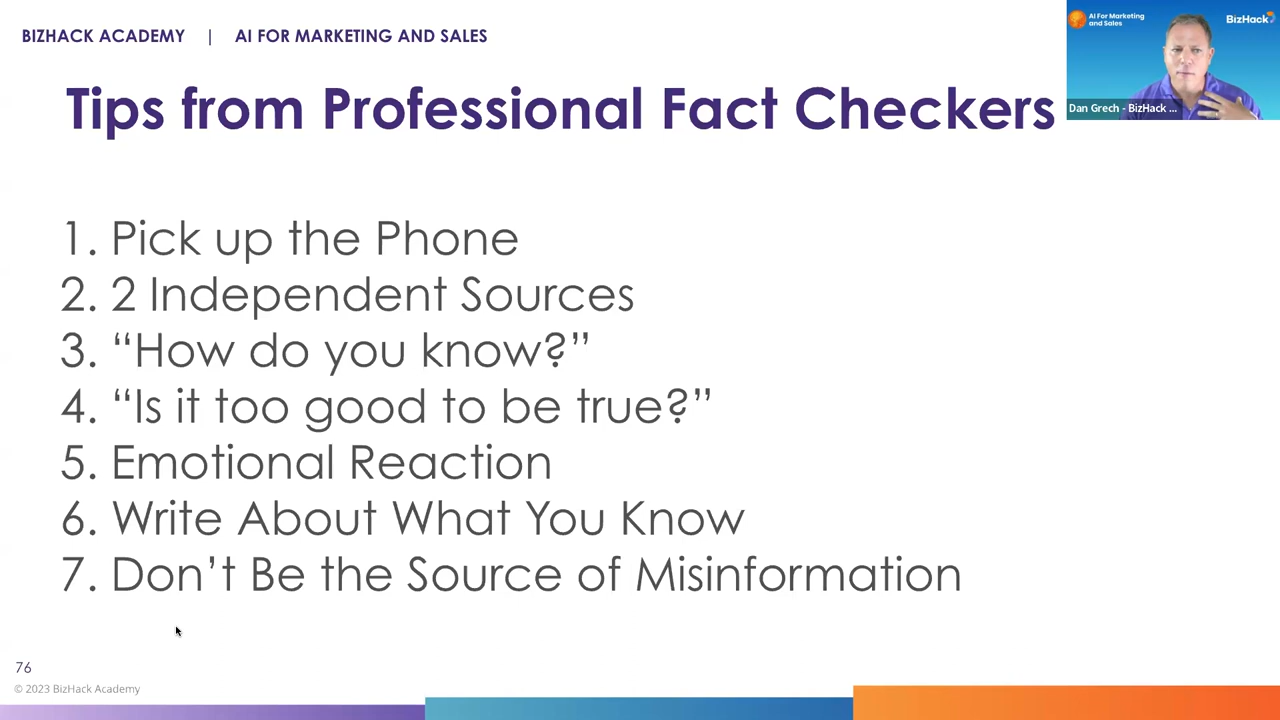 BIZHACK ACADEMY | AI FOR MARKETING AND SALES
AI For Marketing
and Sales
BizHack
Dan Grech - BizHack ...
Tips from Professional Fact Checkers
1. Pick up the Phone
2. 2 Independent Sources
3. “How do you know?”
4. “Is it too good to be true?”
5. Emotional Reaction
6. Write About What You Know
7. Don’t Be the Source of Misinformation
76
© 2023 BizHack Academy